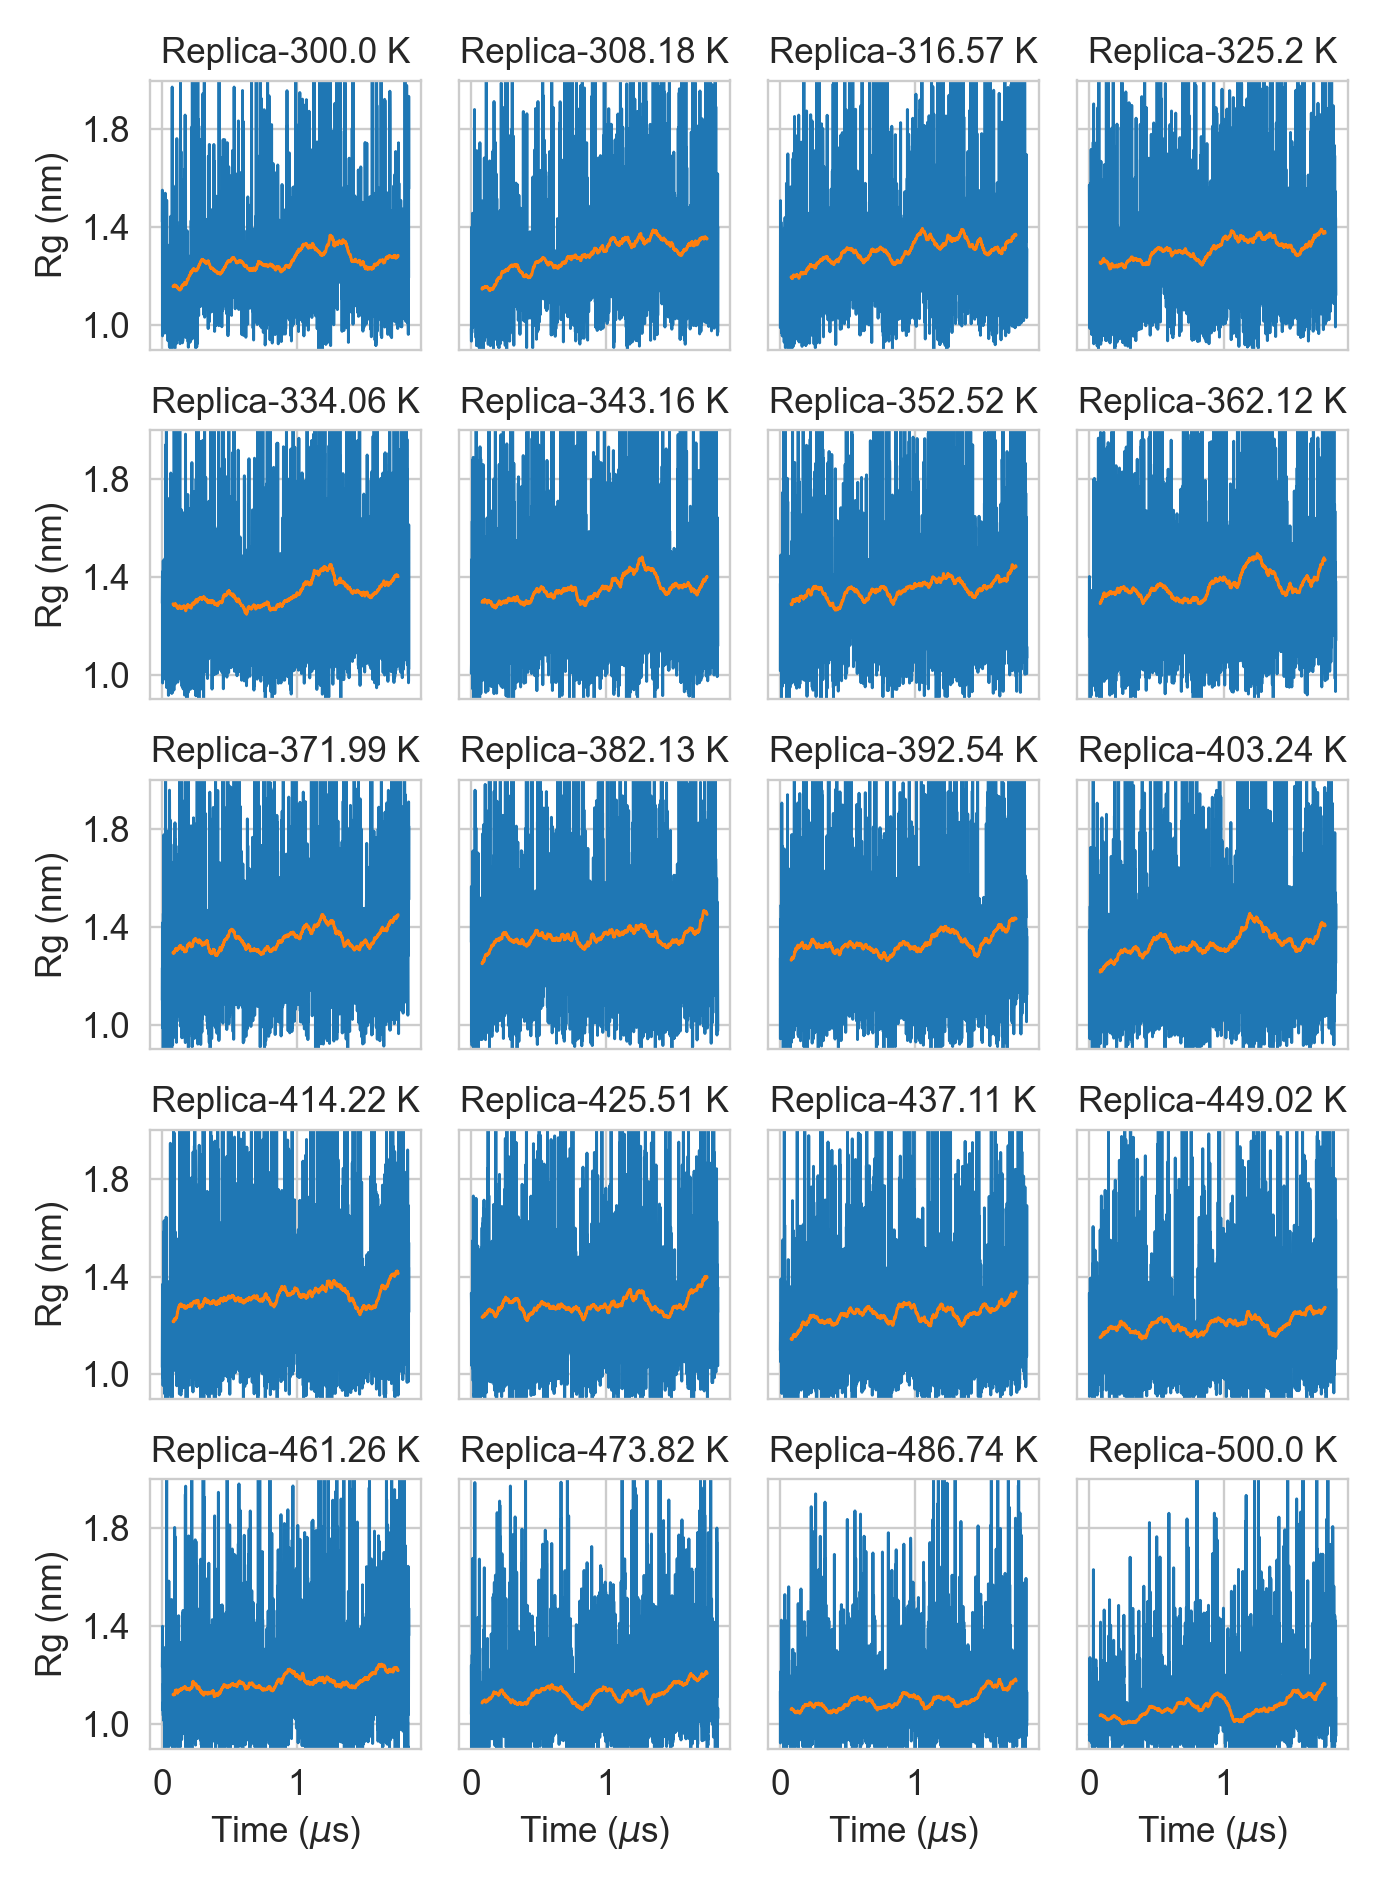 Replica-300.0 K
Replica-308.18 K
Replica-316.57 K
Replica-325.2 K
Rg (nm)
1.8
1.4
1.0
Replica-334.06 K
Replica-343.16 K
Replica-352.52 K
Replica-362.12 K
Rg (nm)
1.8
1.4
1.0
Replica-371.99 K
Replica-382.13 K
Replica-392.54 K
Replica-403.24 K
Rg (nm)
1.8
1.4
1.0
Replica-414.22 K
Replica-425.51 K
Replica-437.11 K
Replica-449.02 K
Rg (nm)
1.8
1.4
1.0
Replica-461.26 K
Replica-473.82 K
Replica-486.74 K
Replica-500.0 K
Rg (nm)
1.8
1.4
1.0
0 1
0 1
0 1
0 1
Time (μs)
Time (μs)
Time (μs)
Time (μs)